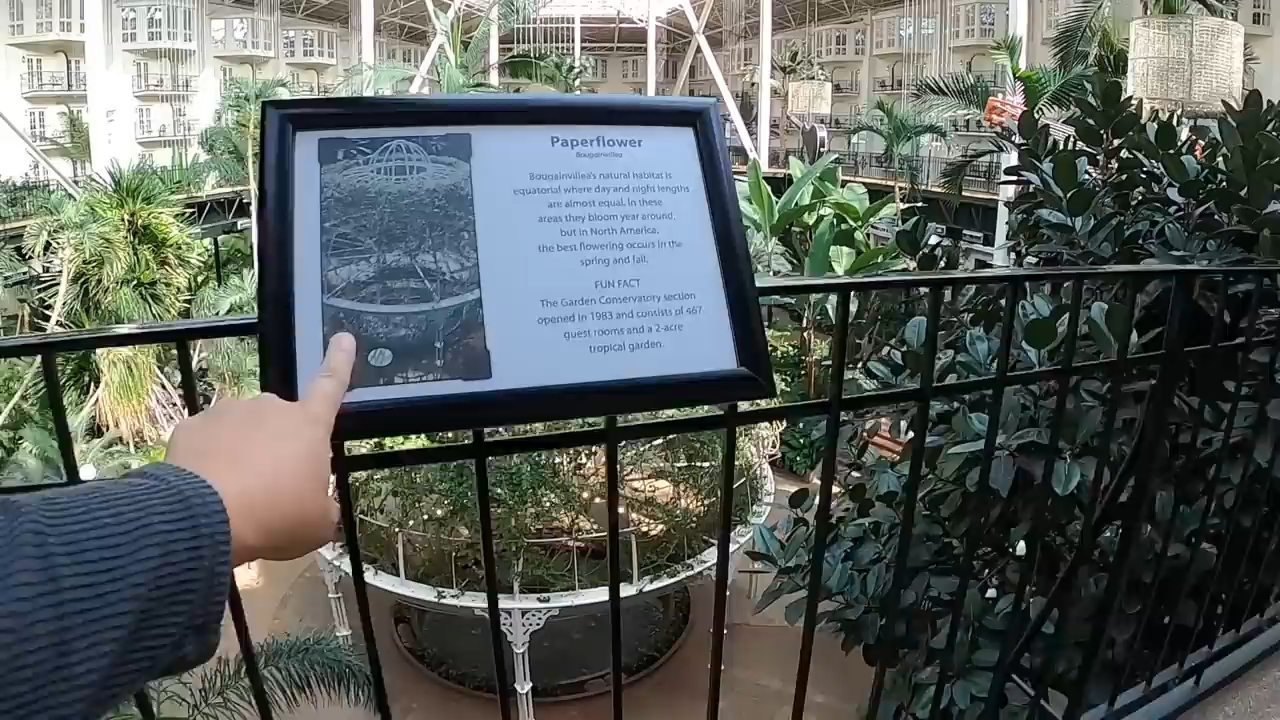 Paperflower
Bougainvillea
Bougainvillea's natural habitat is
equatorial where day and night lengths
are almost equal. In these
areas they bloom year around,
but in North America,
the best flowering occurs in the
spring and fall.
FUN FACT
The Garden Conservatory section
opened in 1983 and consists of 467
guest rooms and a 2-acre
tropical garden.